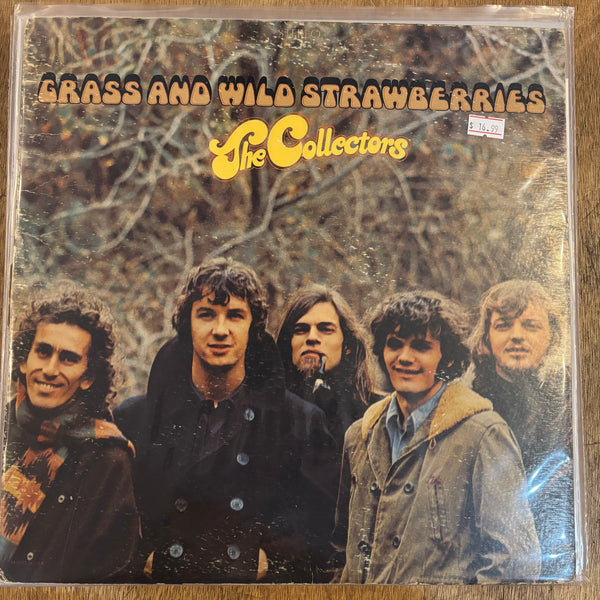 GRASS AND WILD STRAWBERRIES
The Collectors
$ 16.99